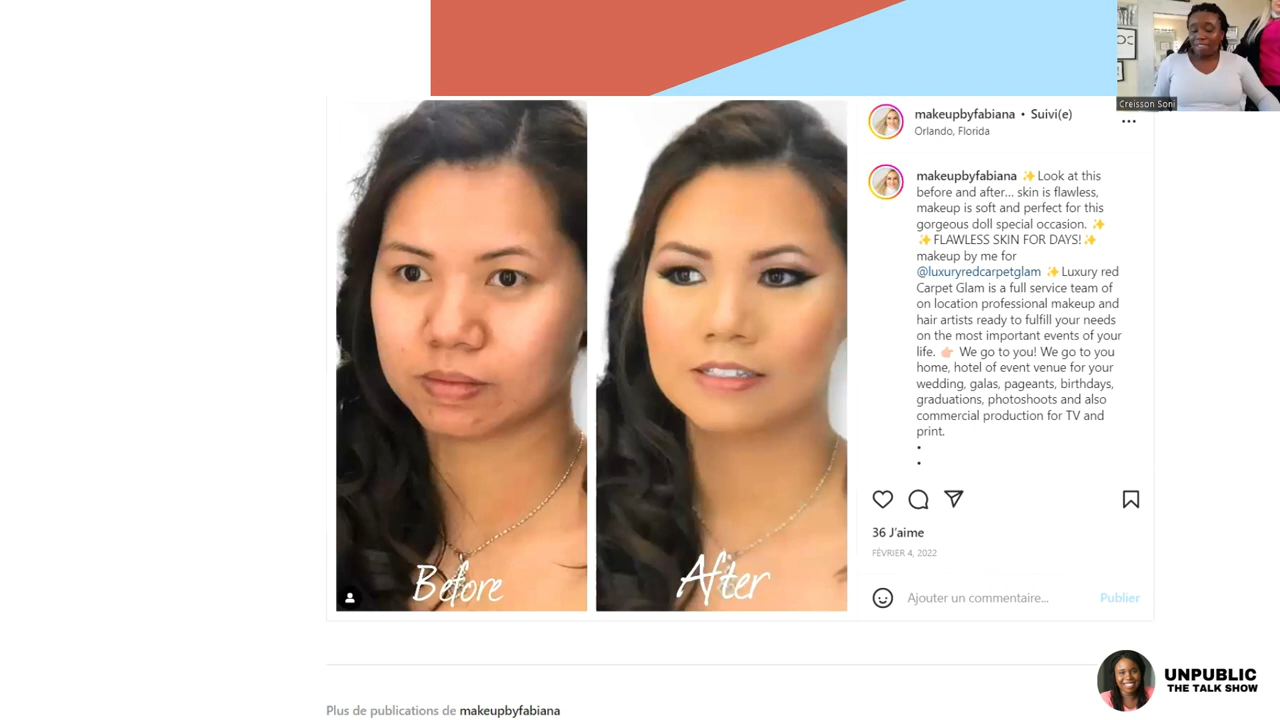 Creisson Soni
makeupbyfabiana • Suivi(e)
Orlando, Florida
makeupbyfabiana ✨Look at this
before and after... skin is flawless,
makeup is soft and perfect for this
gorgeous doll special occasion. ✨
✨FLAWLESS SKIN FOR DAYS!✨
makeup by me for
@luxuryredcarpetglam ✨Luxury red
Carpet Glam is a full service team of
on location professional makeup and
hair artists ready to fulfill your needs
on the most important events of your
life. 👉🏻 We go to you! We go to you
home, hotel of event venue for your
wedding, galas, pageants, birthdays,
graduations, photoshoots and also
commercial production for TV and
print.
•
•
Before
After
36 J’aime
FÉVRIER 4, 2022
Ajouter un commentaire... Publier
UNPUBLIC
THE TALK SHOW
Plus de publications de makeupbyfabiana